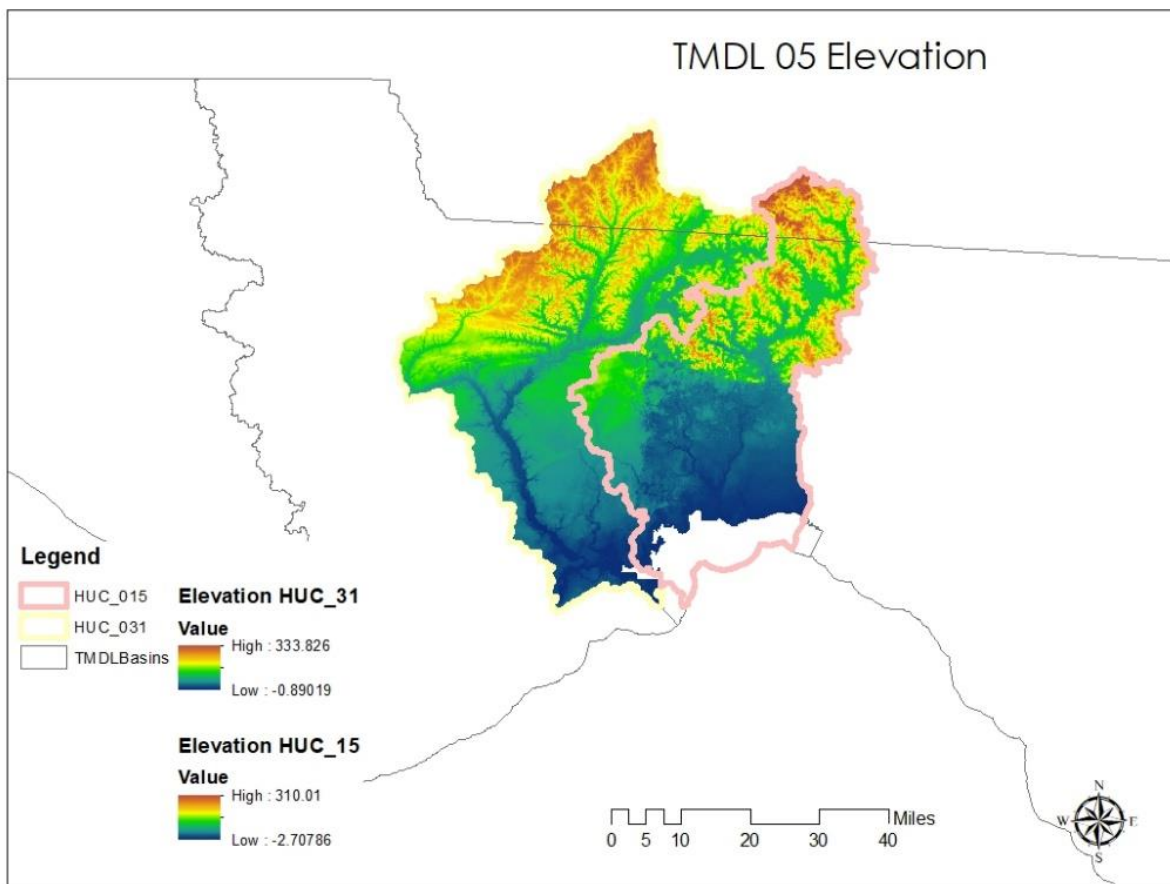 TMDL 05 Elevation
Legend
HUC_015
HUC_031
TMDLBasins
Elevation HUC_31
Value
High : 333.826
Low : -0.89019
Elevation HUC_15
Value
High : 310.01
Low : -2.70786
Miles
0 5 10 20 30 40
N
W E
S